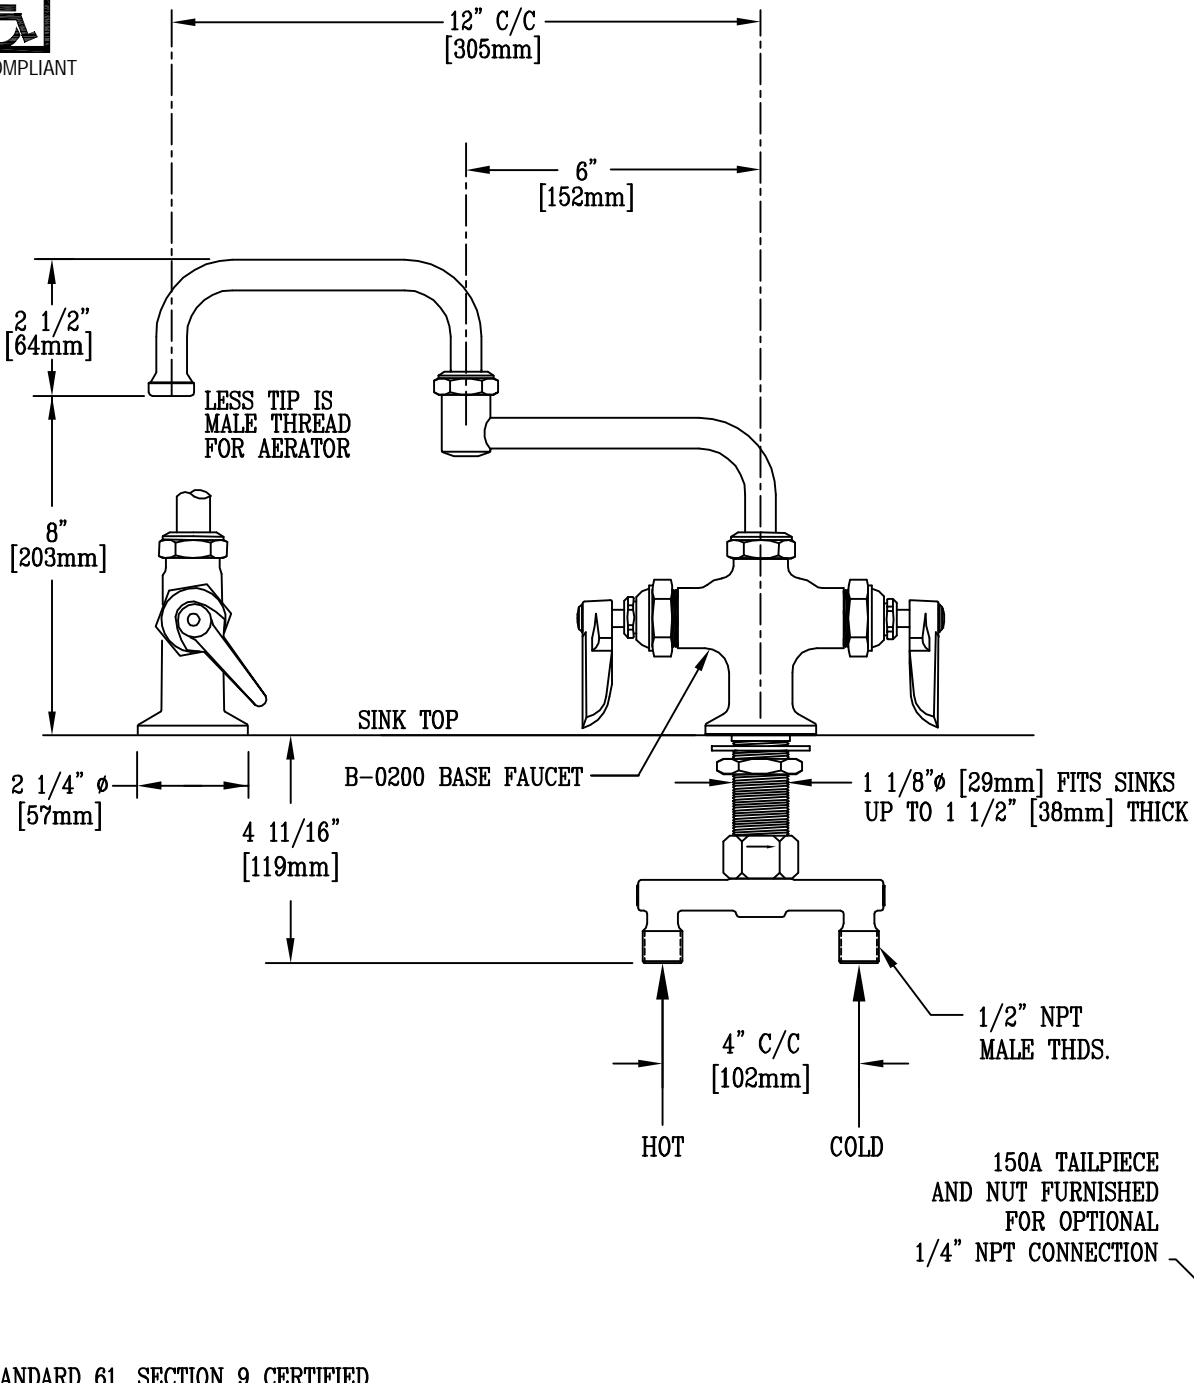 12" C/C
[305mm]
OMPLIANT
6"
[152mm]
2 1/2"
[64mm]
LESS TIP IS
MALE THREAD
FOR AERATOR
8"
[203mm]
SINK TOP
B-0200 BASE FAUCET
2 1/4" ø
[57mm]
1 1/8"ø [29mm] FITS SINKS
UP TO 1 1/2" [38mm] THICK
4 11/16"
[119mm]
1/2" NPT
MALE THDS.
4" C/C
[102mm]
HOT
COLD
150A TAILPIECE
AND NUT FURNISHED
FOR OPTIONAL
1/4" NPT CONNECTION
ANDARD 61 SECTION 9 CERTIFIED